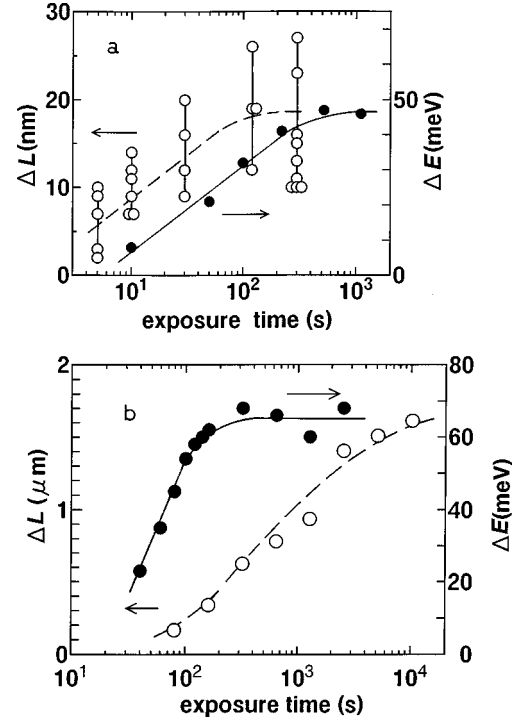 a
30
20
10
0
ΔL (nm)
100
50
0
ΔE(meV)
10¹ 10² 10³
exposure time (s)
b
2
1
0
ΔL (μm)
80
60
40
20
0
ΔE(meV)
10¹ 10² 10³ 10⁴
exposure time (s)